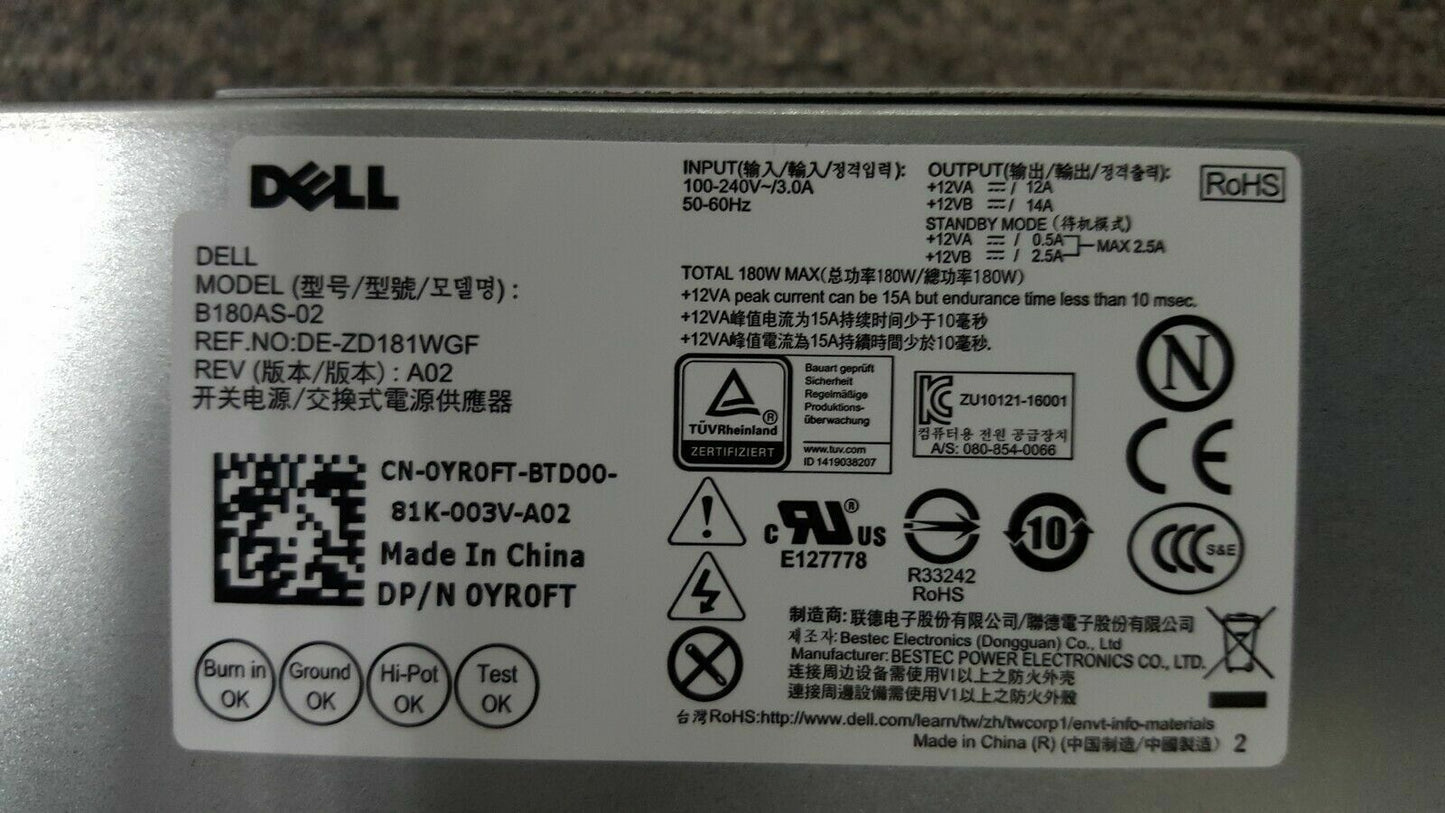 DELL
DELL
MODEL (型号/型號/모델명) :
B180AS-02
REF.NO:DE-ZD181WGF
REV (版本/版本) : A02
开关电源/交換式電源供應器
CN-0YR0FT-BTD00-
81K-003V-A02
Made In China
DP/N 0YR0FT
Burn in
OK
Ground
OK
Hi-Pot
OK
Test
OK
INPUT(输入/輸入/정격입력):
100-240V~/3.0A
50-60Hz
OUTPUT(输出/輸出/정격출력):
+12VA ⎓ / 12A
+12VB ⎓ / 14A
STANDBY MODE (待机模式)
+12VA ⎓ / 0.5A
+12VB ⎓ / 2.5A
MAX 2.5A
RoHS
TOTAL 180W MAX(总功率180W/總功率180W)
+12VA peak current can be 15A but endurance time less than 10 msec.
+12VA峰值电流为15A持续时间少于10毫秒
+12VA峰值電流為15A持續時間少於10毫秒.
TÜVRheinland
ZERTIFIZIERT
Bauart geprüft
Sicherheit
Regelmäßige
Produktions-
überwachung
www.tuv.com
ID 1419038207
ZU10121-16001
컴퓨터용 전원 공급장치
A/S: 080-854-0066
N
CE
c RU ® US
E127778
R33242
RoHS
10
CCC S&E
制造商: 联德电子股份有限公司/聯德電子股份有限公司
제조자: Bestec Electronics (Dongguan) Co., Ltd
Manufacturer: BESTEC POWER ELECTRONICS CO., LTD.
连接周边设备需使用V1以上之防火外壳
連接周邊設備需使用V1以上之防火外殼
台灣RoHS:http://www.dell.com/learn/tw/zh/twcorp1/envt-info-materials
Made in China (R) (中国制造/中國製造) 2